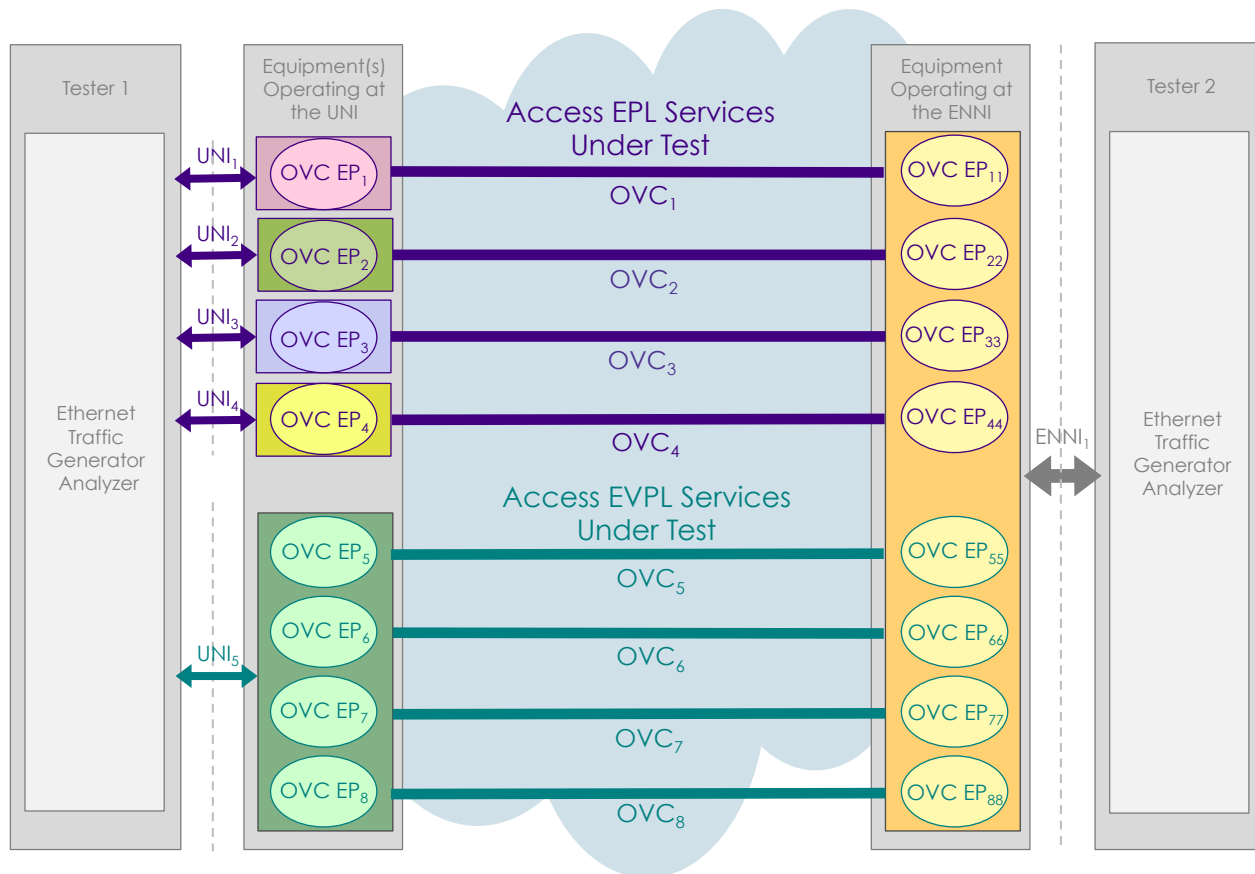 Tester 1
Ethernet
Traffic
Generator
Analyzer
UNI₁
UNI₂
UNI₃
UNI₄
UNI₅
Equipment(s)
Operating at
the UNI
OVC EP₁
OVC EP₂
OVC EP₃
OVC EP₄
OVC EP₅
OVC EP₆
OVC EP₇
OVC EP₈
Access EPL Services
Under Test
OVC₁
OVC₂
OVC₃
OVC₄
Access EVPL Services
Under Test
OVC₅
OVC₆
OVC₇
OVC₈
Equipment
Operating at
the ENNI
OVC EP₁₁
OVC EP₂₂
OVC EP₃₃
OVC EP₄₄
OVC EP₅₅
OVC EP₆₆
OVC EP₇₇
OVC EP₈₈
ENNI₁
Tester 2
Ethernet
Traffic
Generator
Analyzer